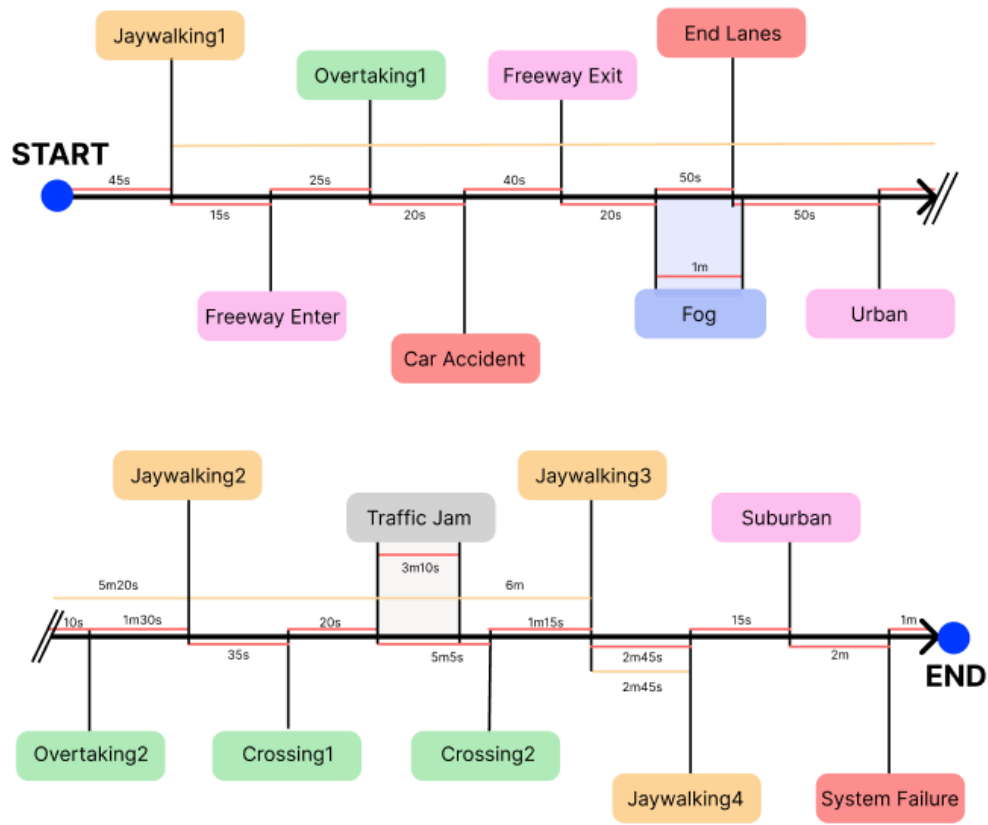 Jaywalking1
End Lanes
Overtaking1
Freeway Exit
START
45s
25s
40s
50s
15s
20s
20s
50s
1m
Freeway Enter
Fog
Urban
Car Accident
Jaywalking2
Jaywalking3
Traffic Jam
Suburban
3m10s
5m20s
6m
10s
1m30s
20s
1m15s
15s
1m
35s
5m5s
2m45s
2m
2m45s
END
Overtaking2
Crossing1
Crossing2
Jaywalking4
System Failure